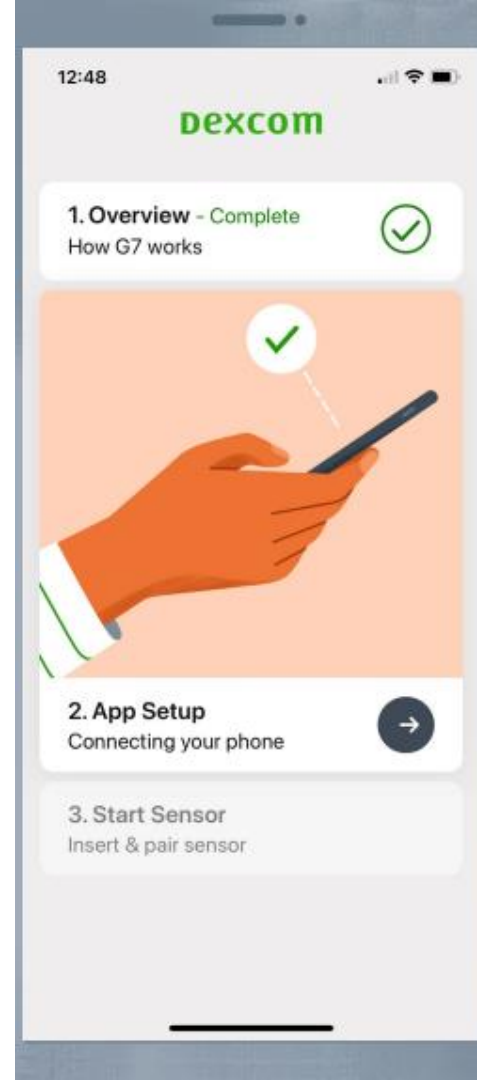 12:48
Dexcom
1. Overview - Complete
How G7 works
2. App Setup
Connecting your phone
3. Start Sensor
Insert & pair sensor